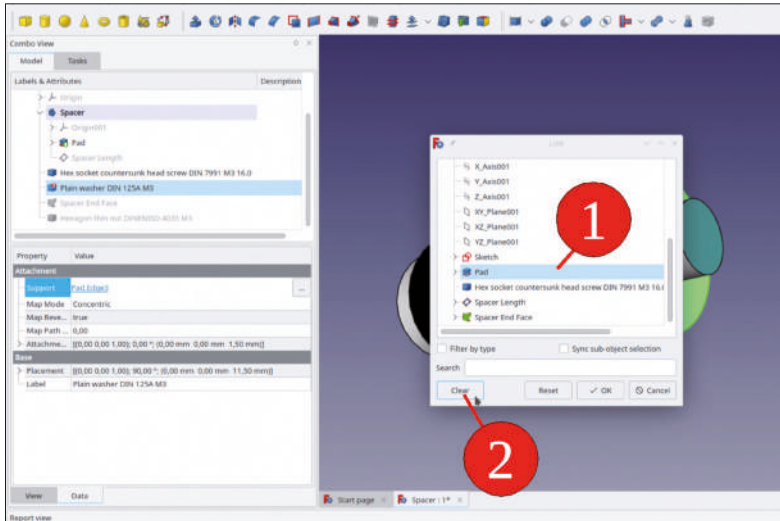 Combo View
Model Tasks
Labels & Attributes Description
Origin
Spacer
Origin001
Pad
Spacer Length
Hex socket countersunk head screw DIN 7991 M3 16.0
Plain washer DIN 125A M3
Spacer End Face
Property Value
Attachment
Support Pad [Edge3] ...
Map Mode Concentric
Map Reve... true
Map Path ... 0,00
Attachme... [(0,00 0,00 1,00); 0,00 °; (0,00 mm 0,00 mm 1,50 mm)]
Base
Placement [(0,00 0,00 1,00); 90,00 °; (0,00 mm 0,00 mm 11,50 mm)]
Label Plain washer DIN 125A M3
View Data
Report view
Link
X_Axis001
Y_Axis001
Z_Axis001
XY_Plane001
XZ_Plane001
YZ_Plane001
Sketch
Pad
Hex socket countersunk head screw DIN 7991 M3 16.(
Spacer Length
Spacer End Face
Filter by type Sync sub-object selection
Search
Clear Reset OK Cancel
1
2
Start page Spacer : 1*